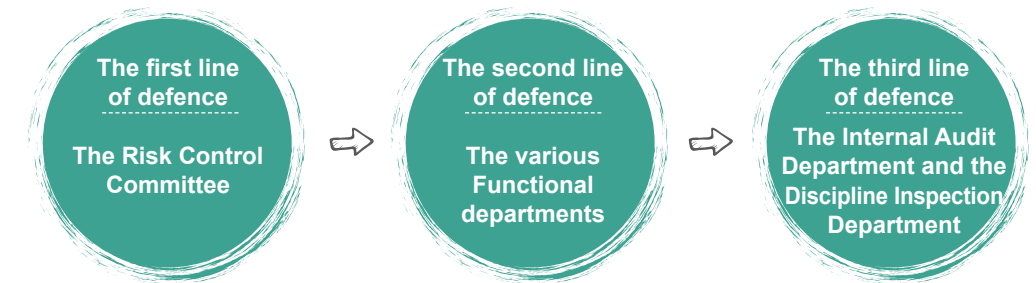 The first line
of defence
The Risk Control
Committee
The second line
of defence
The various
Functional
departments
The third line
of defence
The Internal Audit
Department and the
Discipline Inspection
Department